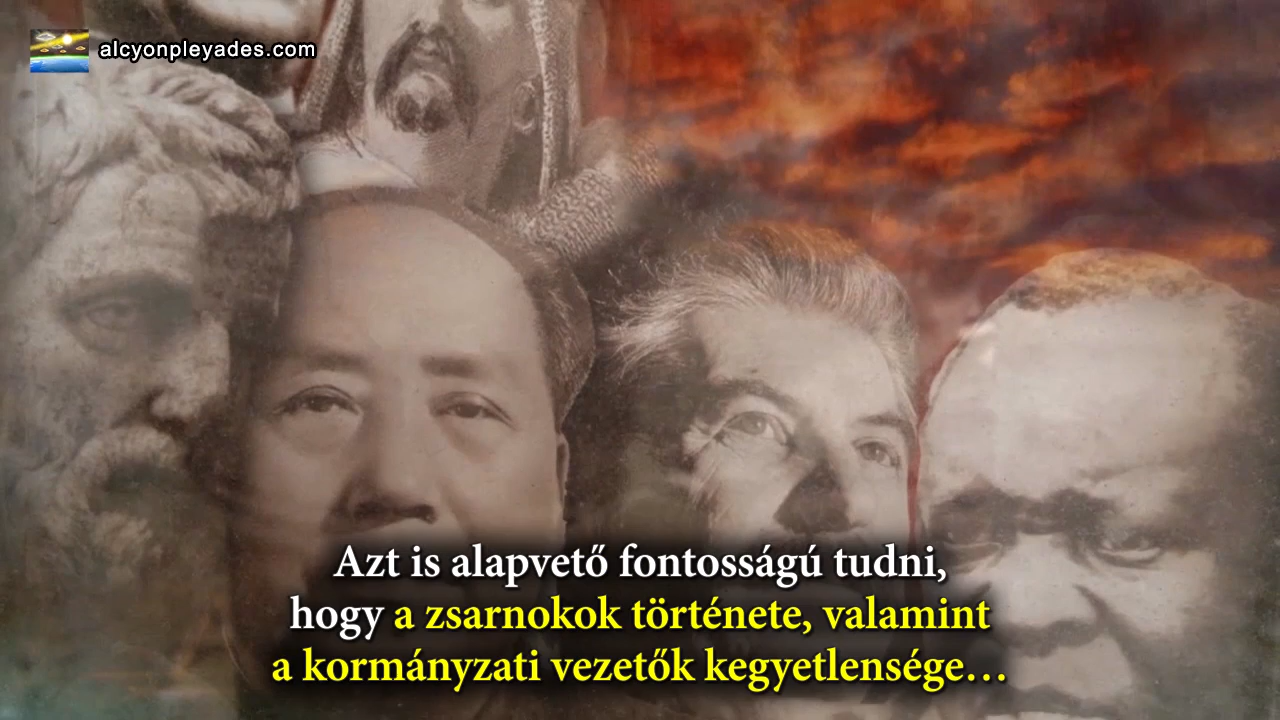 alcyonpleyades.com
Azt is alapvető fontosságú tudni,
hogy a zsarnokok története, valamint
a kormányzati vezetők kegyetlensége…